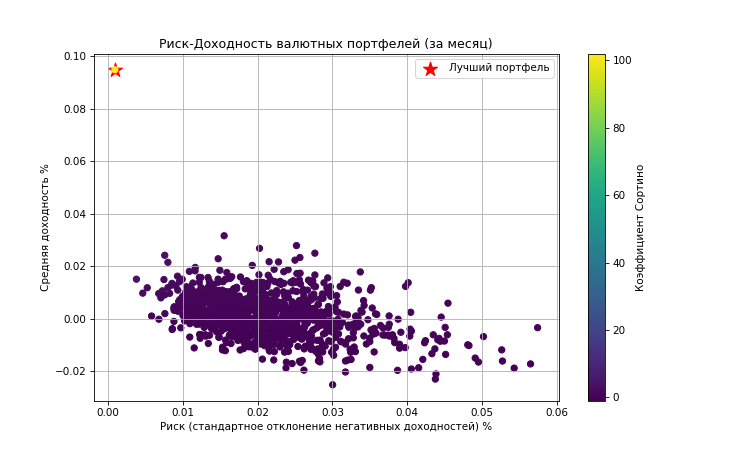 Риск-Доходность валютных портфелей (за месяц)
Лучший портфель
Средняя доходность %
0.10
0.08
0.06
0.04
0.02
0.00
−0.02
0.00 0.01 0.02 0.03 0.04 0.05 0.06
Риск (стандартное отклонение негативных доходностей) %
100
80
60
40
20
0
Коэффициент Сортино